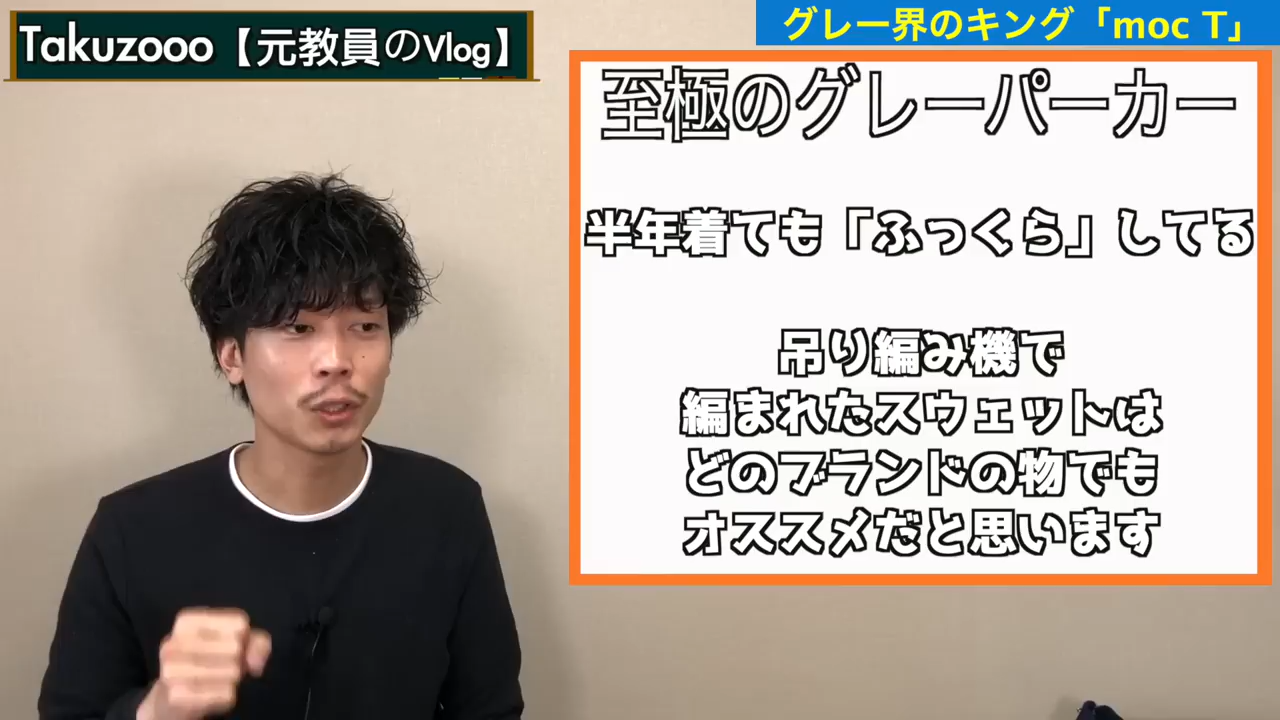 Takuzooo【元教員のVlog】
グレー界のキング「moc T」
至極のグレーパーカー
半年着ても「ふっくら」してる
吊り編み機で
編まれたスウェットは
どのブランドの物でも
オススメだと思います